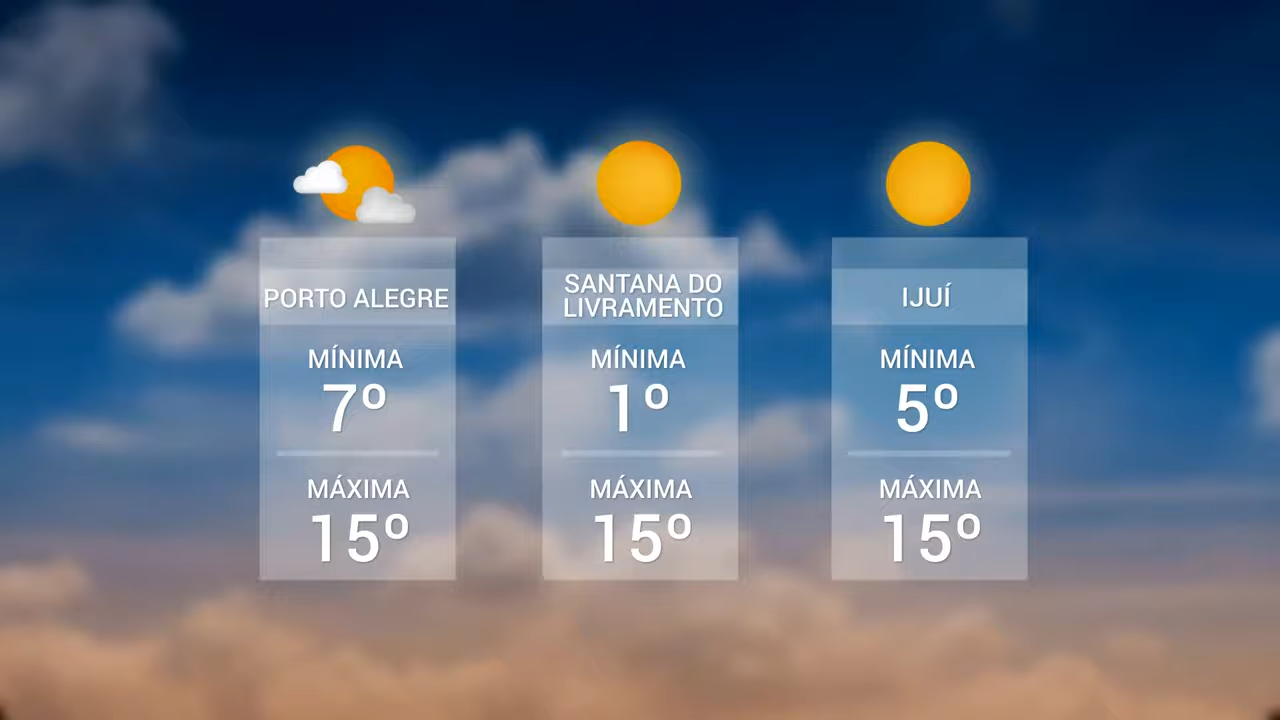 PORTO ALEGRE
MÍNIMA
7º
MÁXIMA
15º
SANTANA DO
LIVRAMENTO
MÍNIMA
1º
MÁXIMA
15º
IJUÍ
MÍNIMA
5º
MÁXIMA
15º